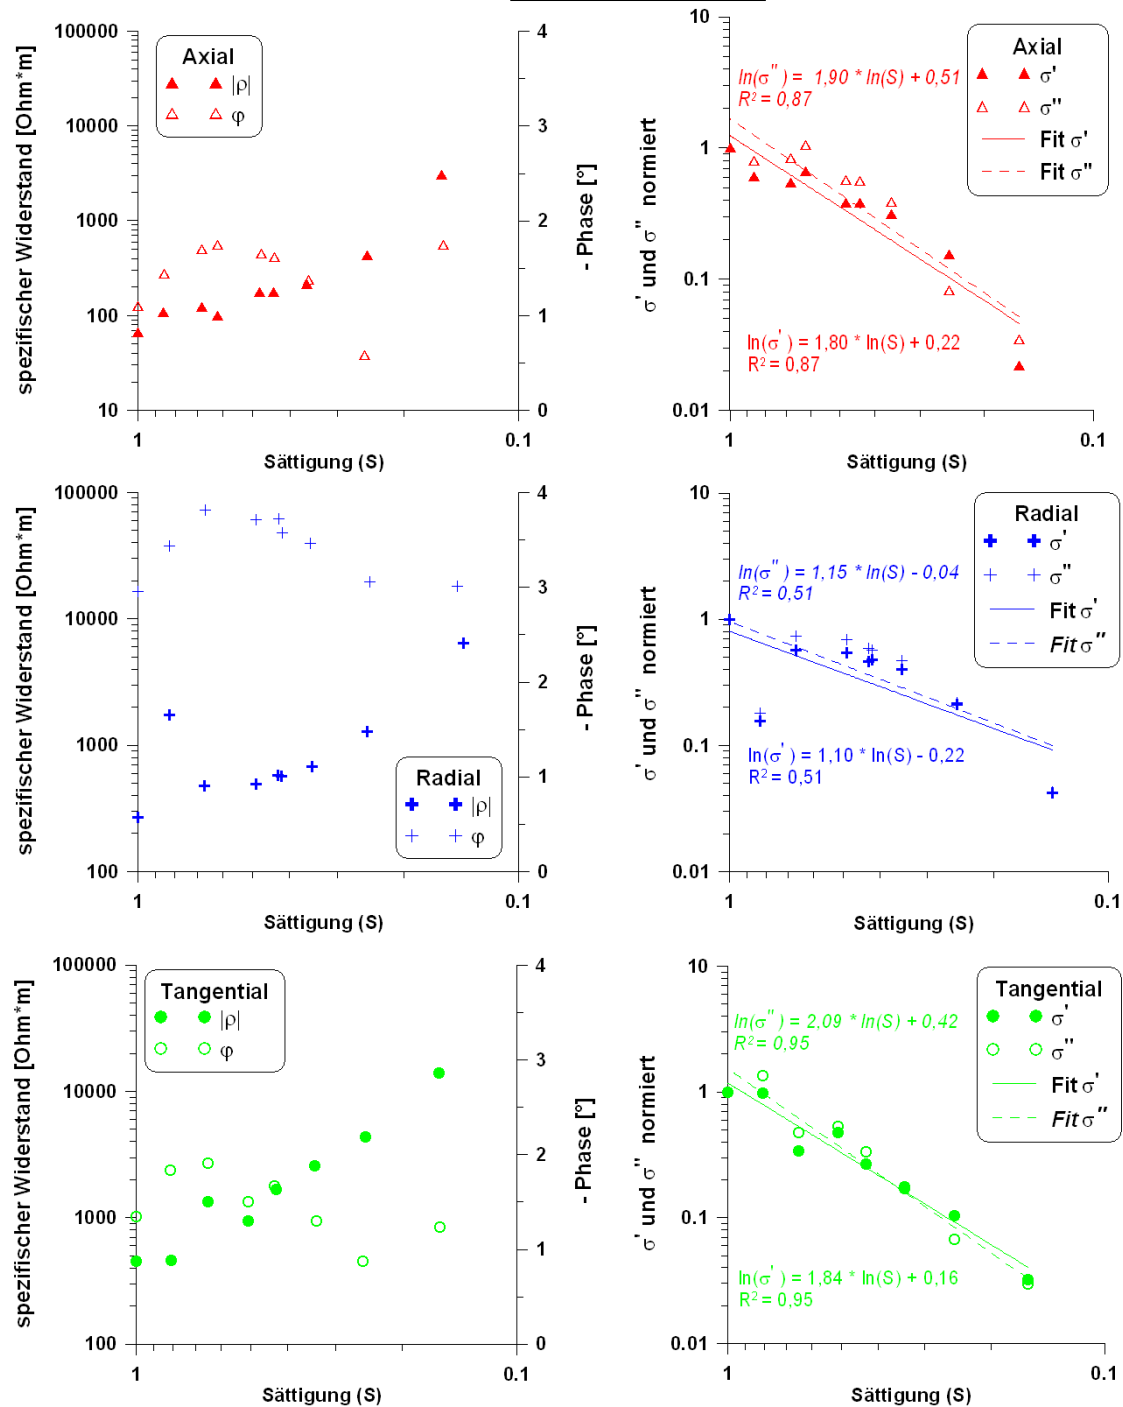 Axial
|ρ|
φ
100000
10000
1000
100
10
4
3
2
1
0
1
0.1
Sättigung (S)
spezifischer Widerstand [Ohm*m]
- Phase [°]
Axial
σ'
σ''
Fit σ'
Fit σ''
ln(σ'') = 1,90 * ln(S) + 0,51
R² = 0,87
ln(σ') = 1,80 * ln(S) + 0,22
R² = 0,87
10
1
0.1
0.01
1
0.1
Sättigung (S)
σ' und σ'' normiert
100000
10000
1000
100
4
3
2
1
0
Radial
|ρ|
φ
1
0.1
Sättigung (S)
spezifischer Widerstand [Ohm*m]
- Phase [°]
Radial
σ'
σ''
Fit σ'
Fit σ''
ln(σ'') = 1,15 * ln(S) - 0,04
R² = 0,51
ln(σ') = 1,10 * ln(S) - 0,22
R² = 0,51
10
1
0.1
0.01
1
0.1
Sättigung (S)
σ' und σ'' normiert
Tangential
|ρ|
φ
100000
10000
1000
100
4
3
2
1
0
1
0.1
Sättigung (S)
spezifischer Widerstand [Ohm*m]
- Phase [°]
Tangential
σ'
σ''
Fit σ'
Fit σ''
ln(σ'') = 2,09 * ln(S) + 0,42
R² = 0,95
ln(σ') = 1,84 * ln(S) + 0,16
R² = 0,95
10
1
0.1
0.01
1
0.1
Sättigung (S)
σ' und σ'' normiert